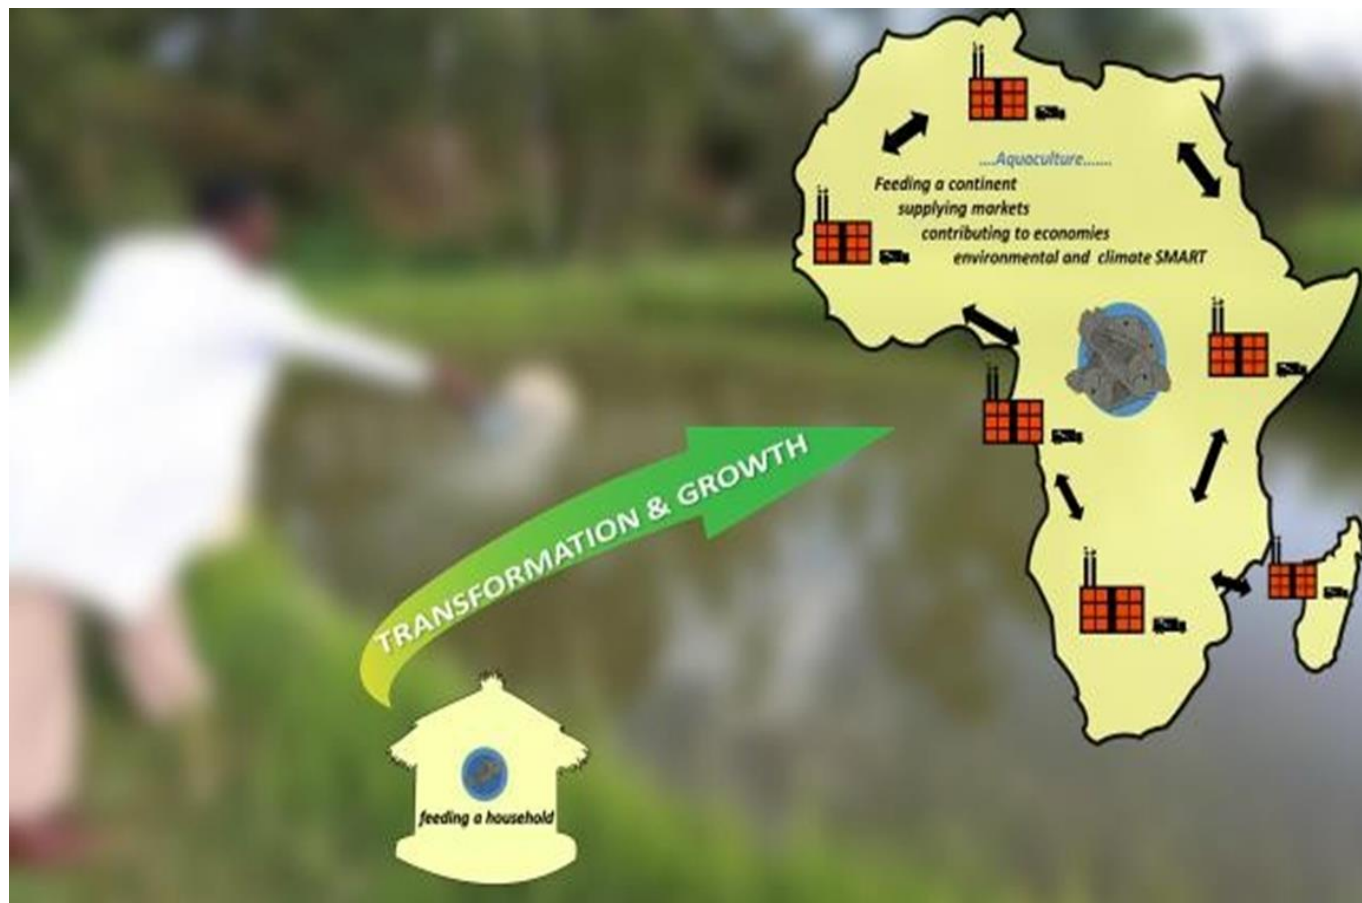 ....Aquaculture.......
Feeding a continent
supplying markets
contributing to economies
environmental and climate SMART
TRANSFORMATION & GROWTH
feeding a household